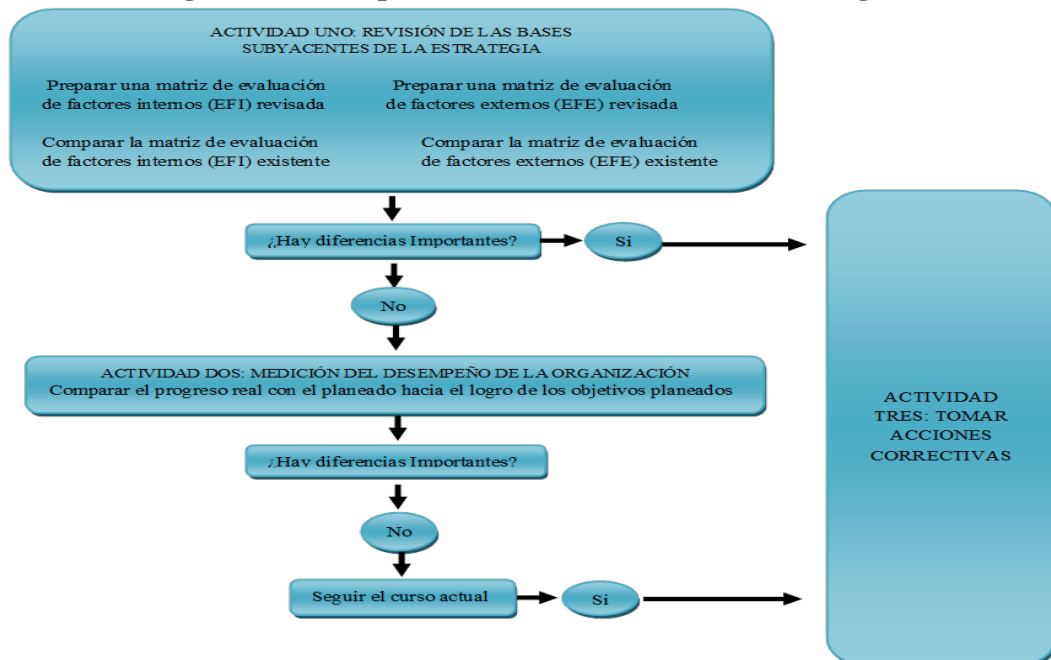 ACTIVIDAD UNO: REVISIÓN DE LAS BASES
SUBYACENTES DE LA ESTRATEGIA
Preparar una matriz de evaluación
de factores internos (EFI) revisada
Preparar una matriz de evaluación
de factores externos (EFE) revisada
Comparar la matriz de evaluación
de factores internos (EFI) existente
Comparar la matriz de evaluación
de factores externos (EFE) existente
¿Hay diferencias Importantes?
Si
No
ACTIVIDAD DOS: MEDICIÓN DEL DESEMPEÑO DE LA ORGANIZACIÓN
Comparar el progreso real con el planeado hacia el logro de los objetivos planeados
¿Hay diferencias Importantes?
No
Seguir el curso actual
Si
ACTIVIDAD
TRES: TOMAR
ACCIONES
CORRECTIVAS